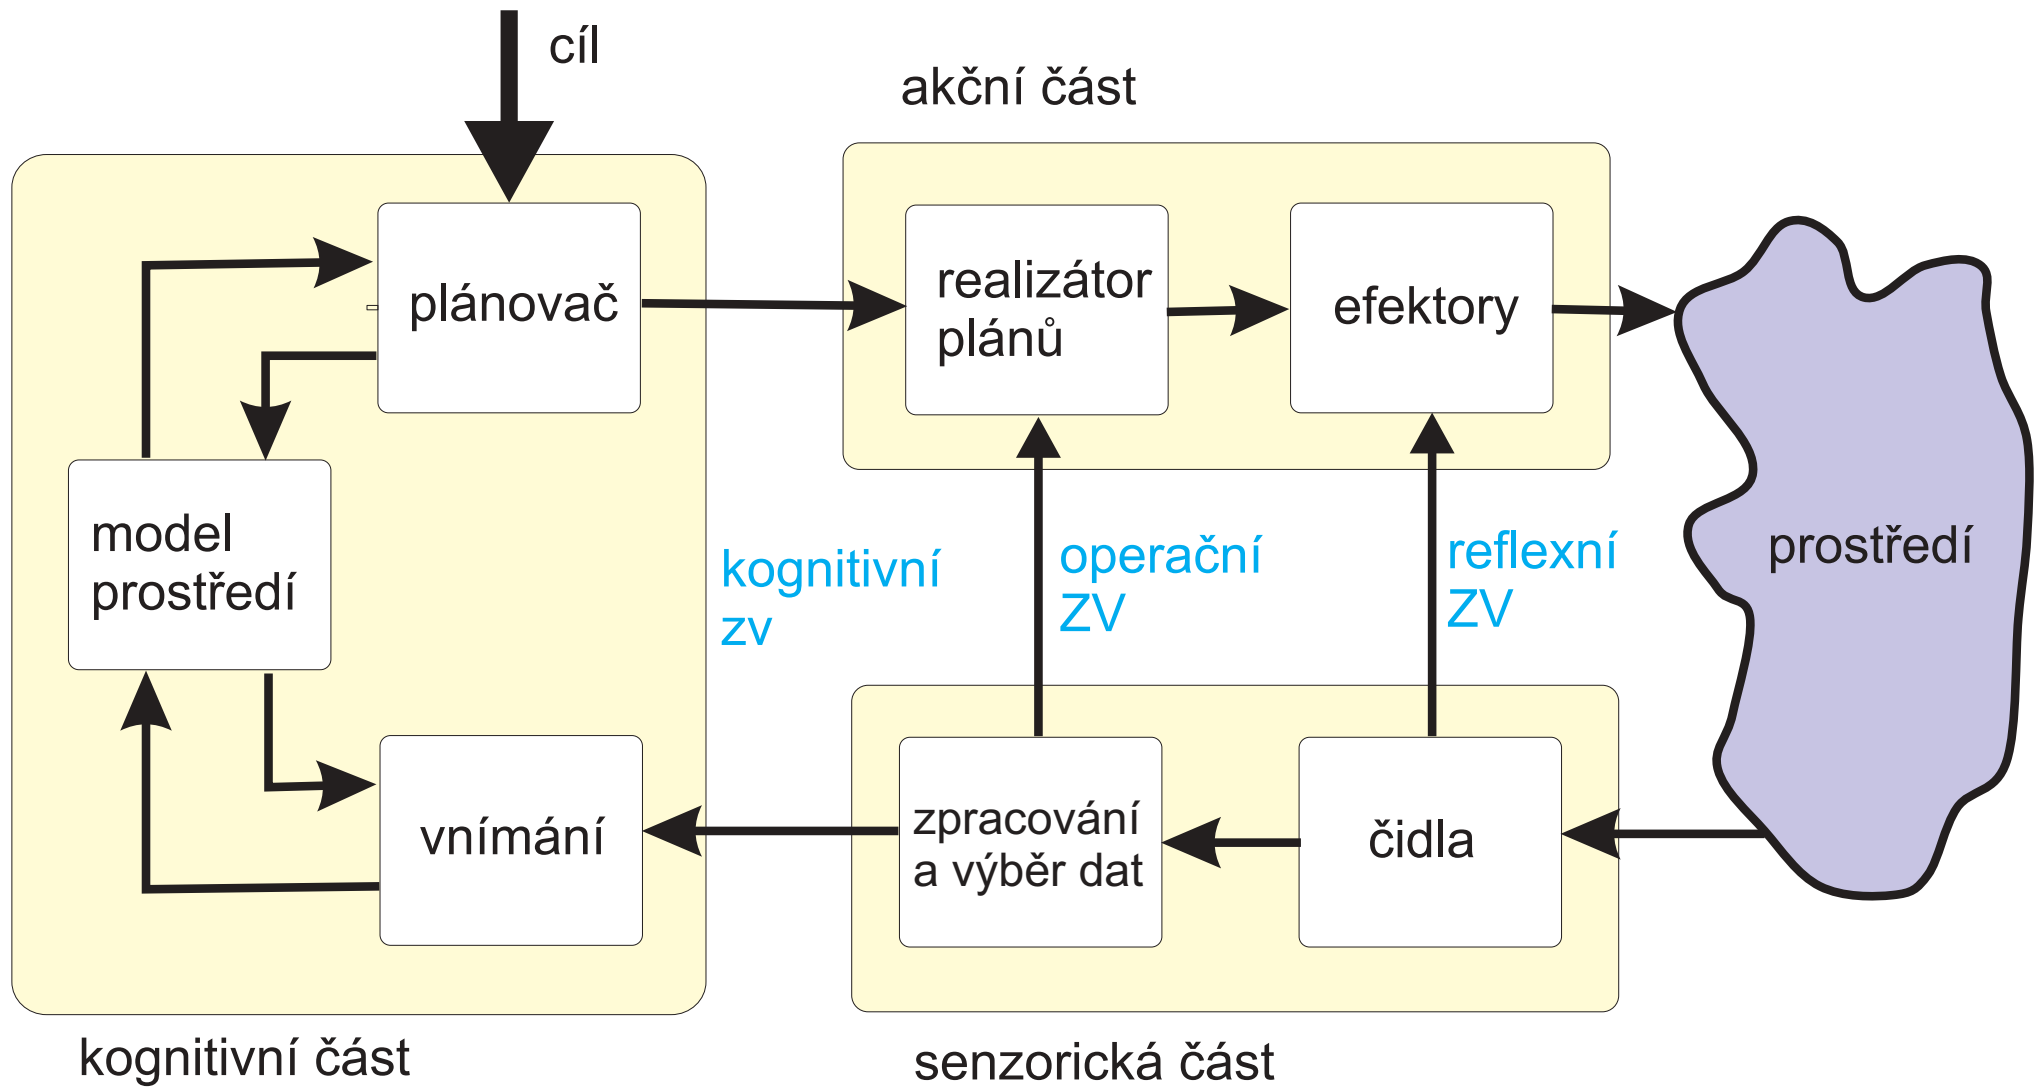 cíl
akční část
plánovač
realizátor
plánů
efektory
model
prostředí
kognitivní
zv
operační
ZV
reflexní
ZV
prostředí
vnímání
zpracování
a výběr dat
čidla
kognitivní část
senzorická část